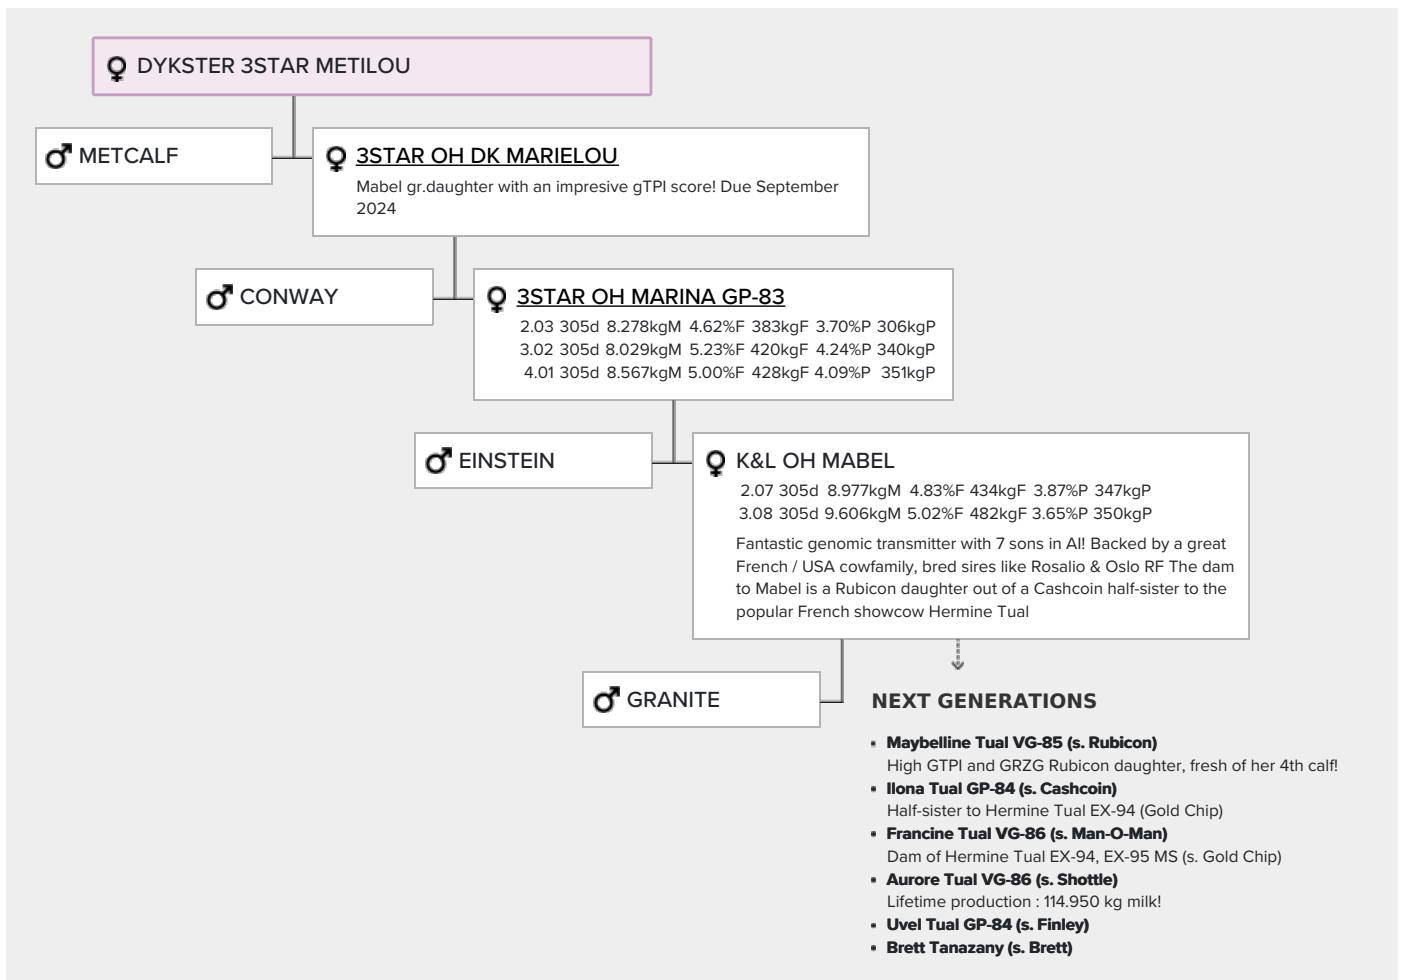 DYKSTER 3STAR METILOU
METCALF
3STAR OH DK MARIELOU
Mabel gr.daughter with an impresive gTPI score! Due September
2024
CONWAY
3STAR OH MARINA GP-83
2.03 305d 8.278kgM 4.62%F 383kgF 3.70%P 306kgP
3.02 305d 8.029kgM 5.23%F 420kgF 4.24%P 340kgP
4.01 305d 8.567kgM 5.00%F 428kgF 4.09%P 351kgP
EINSTEIN
K&L OH MABEL
2.07 305d 8.977kgM 4.83%F 434kgF 3.87%P 347kgP
3.08 305d 9.606kgM 5.02%F 482kgF 3.65%P 350kgP
Fantastic genomic transmitter with 7 sons in AI! Backed by a great
French / USA cowfamily, bred sires like Rosalio & Oslo RF The dam
to Mabel is a Rubicon daughter out of a Cashcoin half-sister to the
popular French showcow Hermine Tual
GRANITE
NEXT GENERATIONS
• Maybelline Tual VG-85 (s. Rubicon)
High GTPI and GRZG Rubicon daughter, fresh of her 4th calf!
• Ilona Tual GP-84 (s. Cashcoin)
Half-sister to Hermine Tual EX-94 (Gold Chip)
• Francine Tual VG-86 (s. Man-O-Man)
Dam of Hermine Tual EX-94, EX-95 MS (s. Gold Chip)
• Aurore Tual VG-86 (s. Shottle)
Lifetime production : 114.950 kg milk!
• Uvel Tual GP-84 (s. Finley)
• Brett Tanazany (s. Brett)